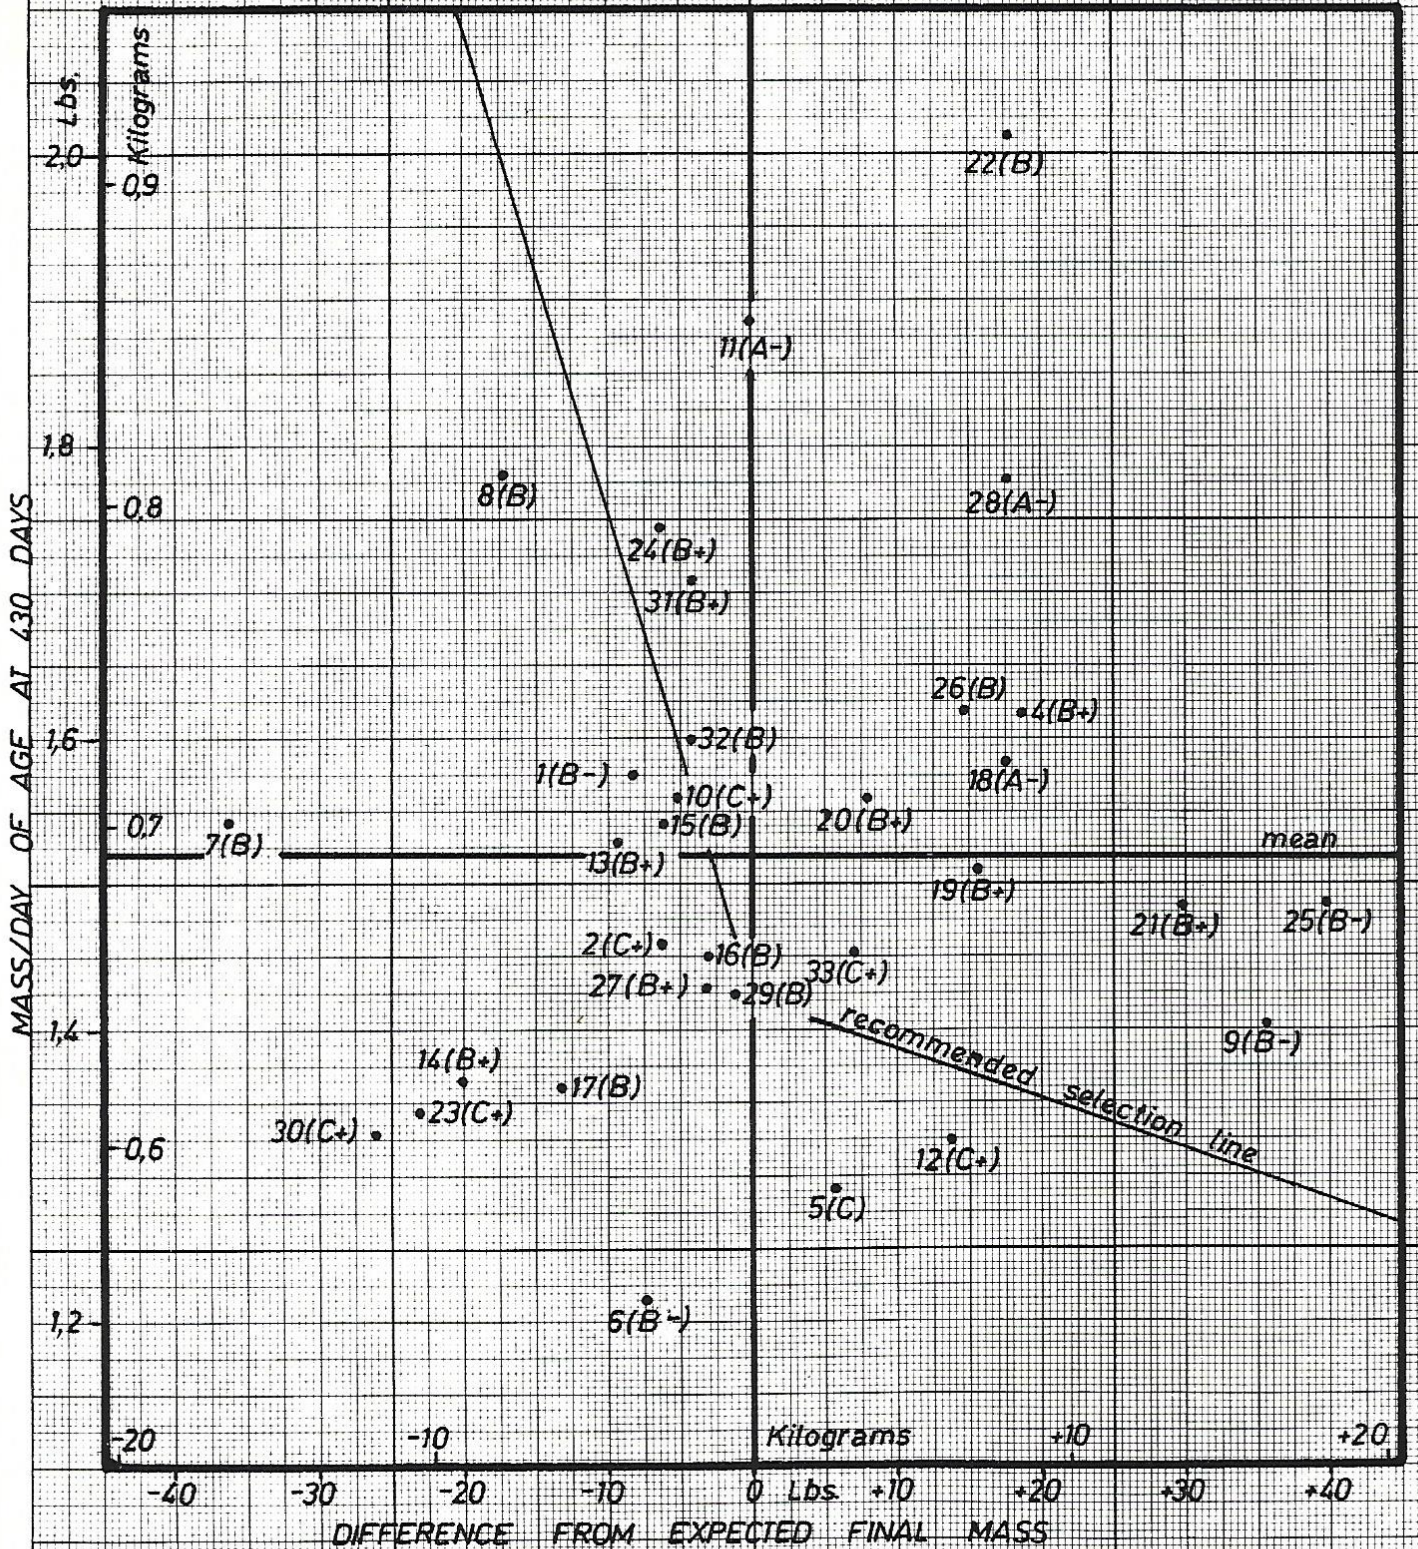 Lbs.
Kilograms
2,0
0,9
22(B)
11(A-)
1,8
8(B)
28(A-)
0,8
24(B+)
31(B+)
26(B)
4(B+)
1,6
32(B)
1(B-)
18(A-)
10(C+)
0,7
15(B)
20(B+)
7(B)
mean
13(B+)
19(B+)
21(B+)
25(B-)
2(C+)
16(B)
33(C+)
27(B+)
29(B)
1,4
recommended selection line
9(B-)
14(B+)
17(B)
23(C+)
30(C+)
0,6
12(C+)
5(C)
1,2
6(B-)
MASS/DAY OF AGE AT 430 DAYS
-20 -10 Kilograms +10 +20
-40 -30 -20 -10 0 Lbs. +10 +20 +30 +40
DIFFERENCE FROM EXPECTED FINAL MASS